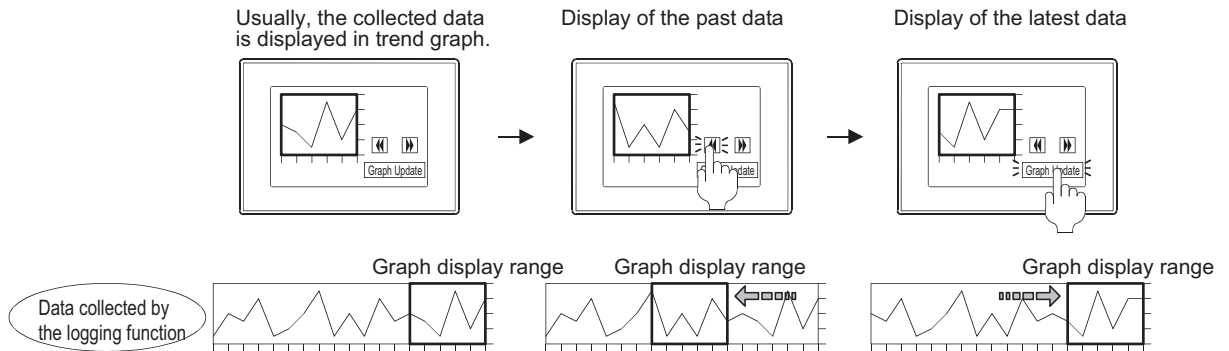 Usually, the collected data
is displayed in trend graph.
Display of the past data
Display of the latest data
Graph Update
Graph Update
Graph Update
Graph display range
Graph display range
Graph display range
Data collected by
the logging function